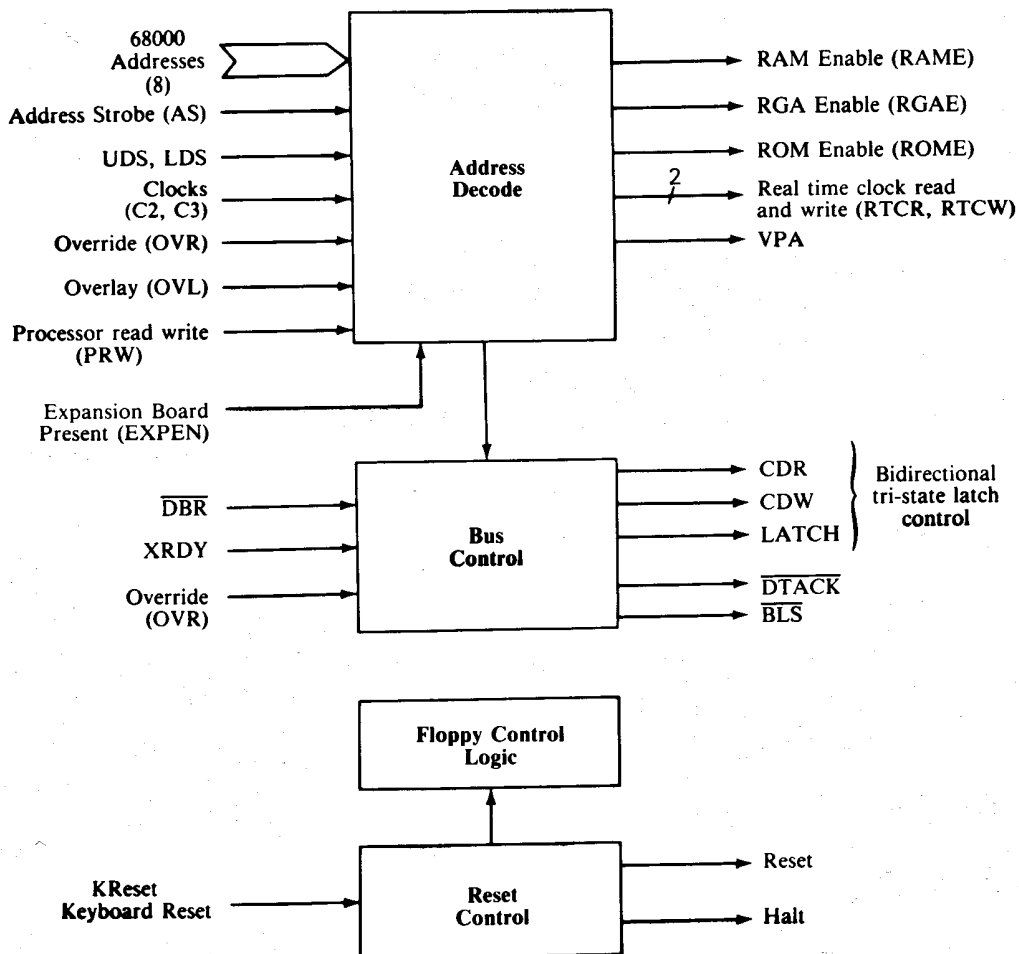 68000
Addresses
(8)
Address Strobe (AS)
UDS, LDS
Clocks
(C2, C3)
Override (OVR)
Overlay (OVL)
Processor read write
(PRW)
Expansion Board
Present (EXPEN)
Address
Decode
RAM Enable (RAME)
RGA Enable (RGAE)
ROM Enable (ROME)
2
Real time clock read
and write (RTCR, RTCW)
VPA
D̅B̅R̅
XRDY
Override
(OVR)
Bus
Control
CDR
CDW
LATCH
Bidirectional
tri-state latch
control
D̅T̅A̅C̅K̅
B̅L̅S̅
Floppy Control
Logic
KReset
Keyboard Reset
Reset
Control
Reset
Halt